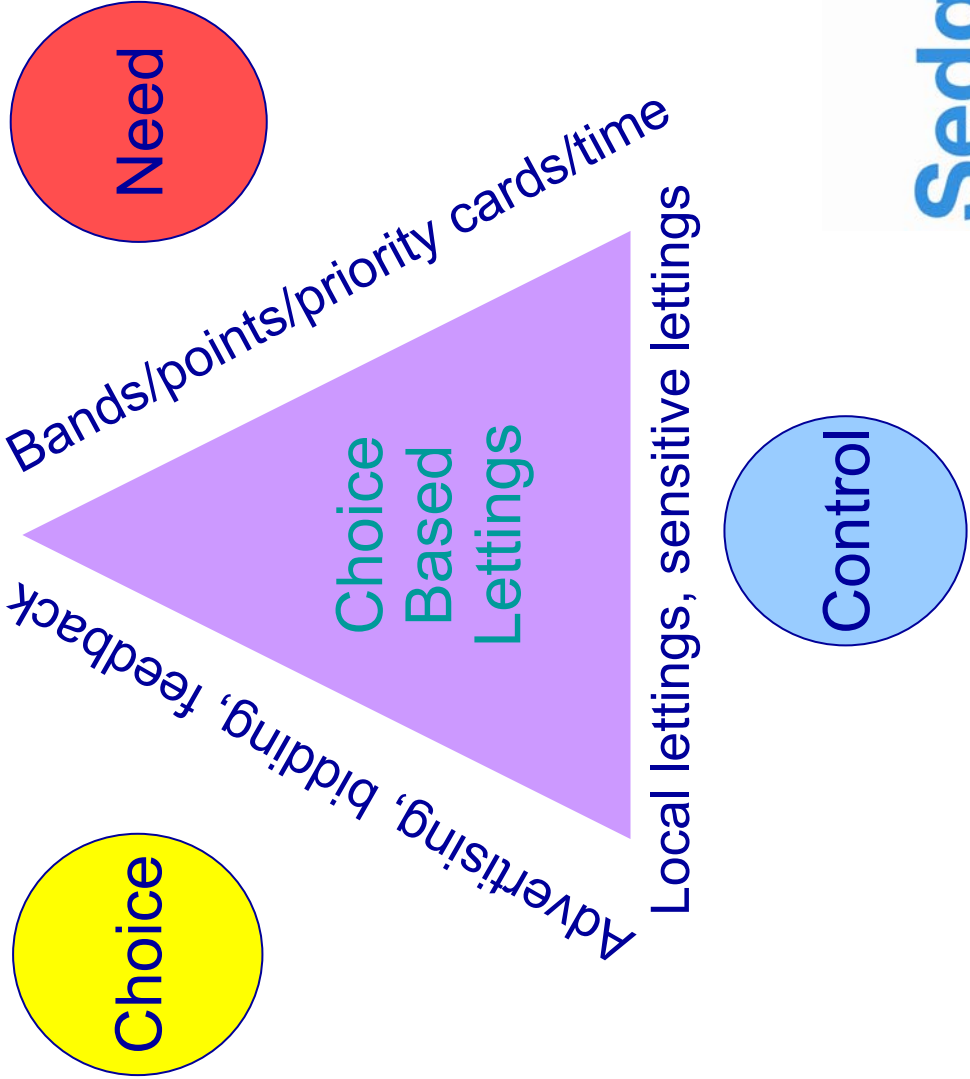 Choice
Need
Advertising, bidding, feedback
Bands/points/priority cards/time
Choice
Based
Lettings
Local lettings, sensitive lettings
Control